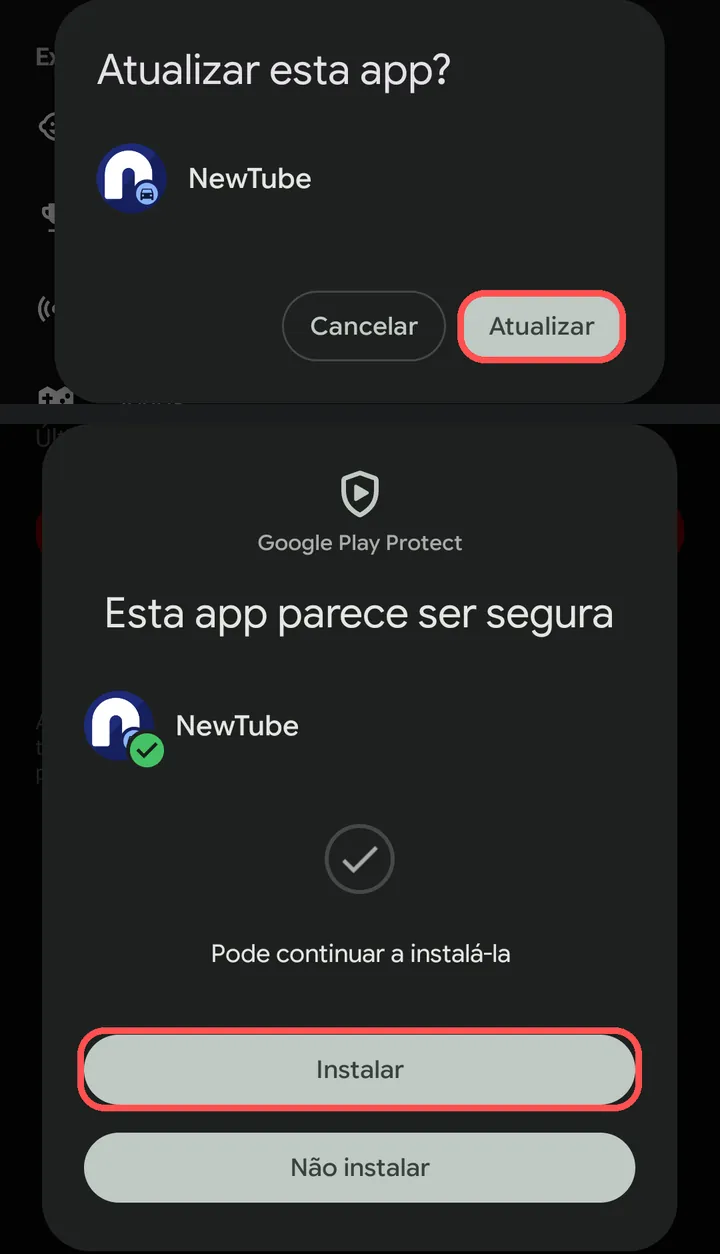 Atualizar esta app?
NewTube
Cancelar
Atualizar
Google Play Protect
Esta app parece ser segura
NewTube
Pode continuar a instalá-la
Instalar
Não instalar